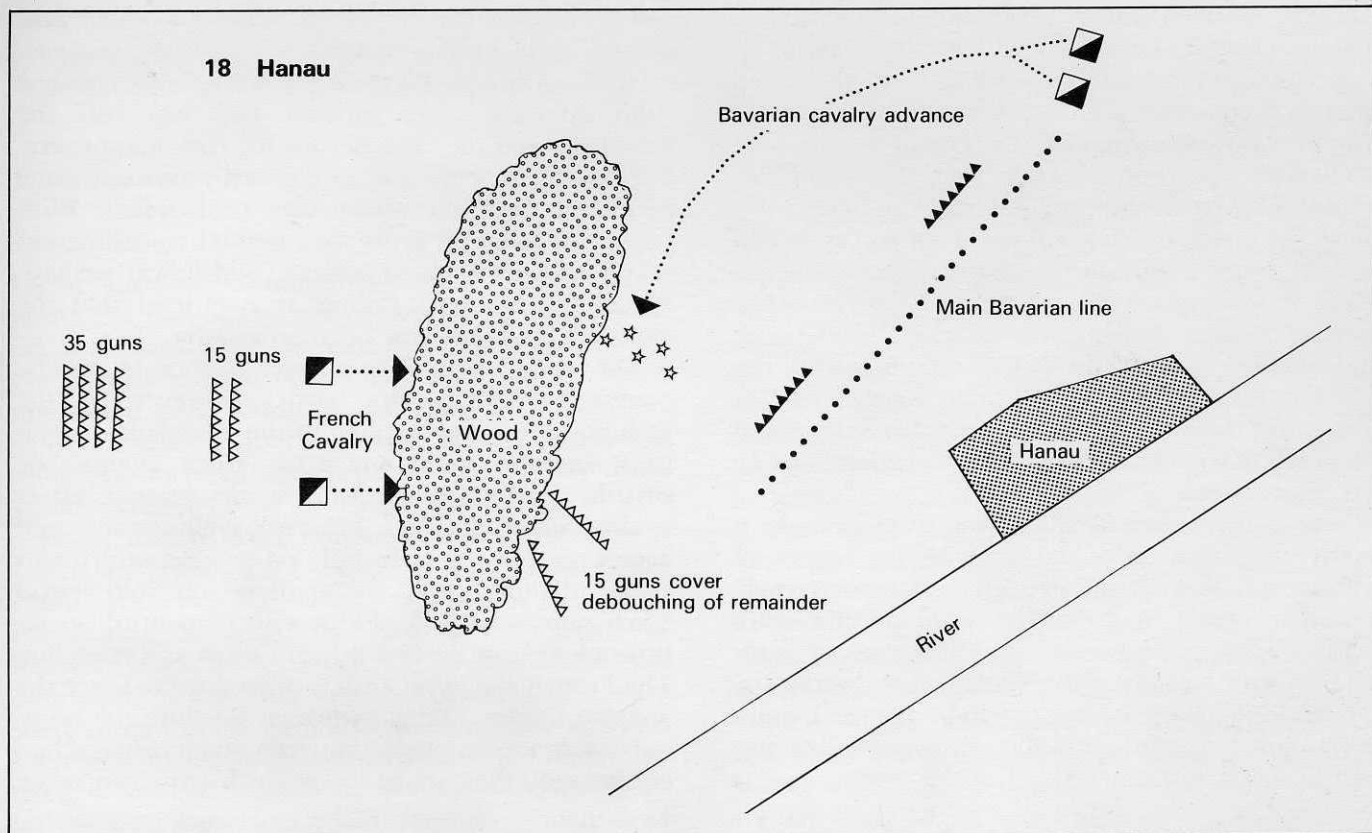 18 Hanau
Bavarian cavalry advance
Main Bavarian line
35 guns
15 guns
French
Cavalry
Wood
Hanau
15 guns cover
debouching of remainder
River